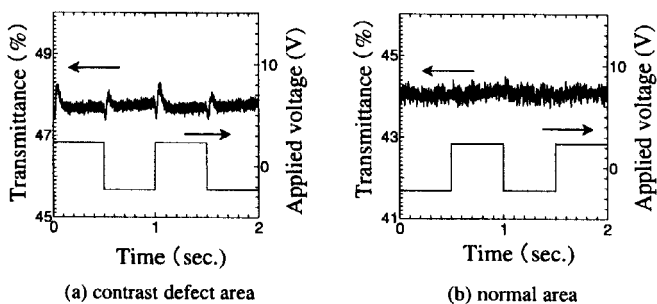 Transmittance (%)
49
47
45
10
0
Applied voltage (V)
0 1 2
Time (sec.)
(a) contrast defect area
Transmittance (%)
45
43
41
10
0
Applied voltage (V)
0 1 2
Time (sec.)
(b) normal area